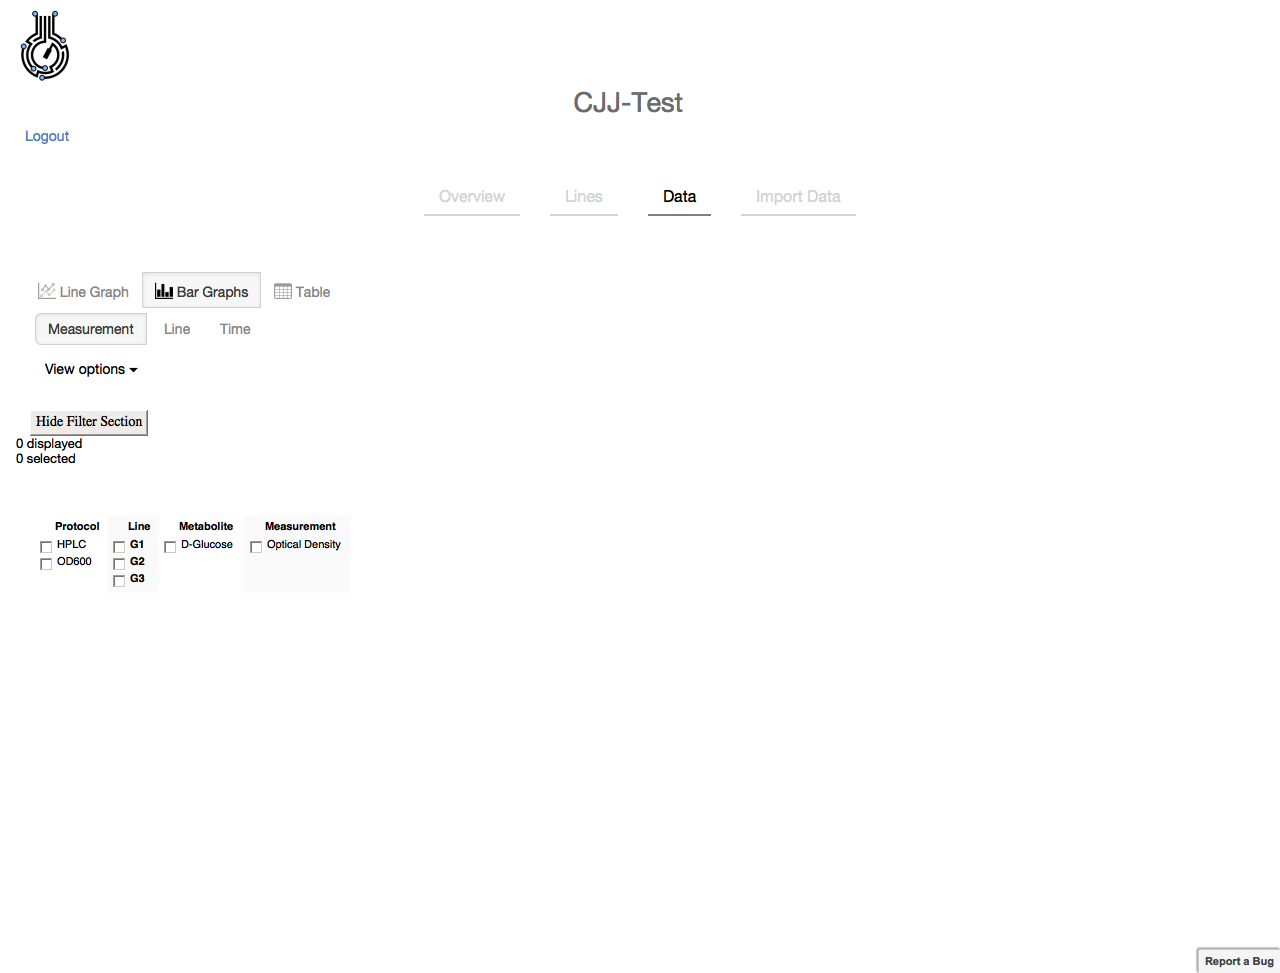 CJJ-Test
Logout
Overview Lines Data Import Data
Line Graph Bar Graphs Table
Measurement Line Time
View options
Hide Filter Section
0 displayed
0 selected
Protocol Line Metabolite Measurement
HPLC G1 D-Glucose Optical Density
OD600 G2
G3
Report a Bug